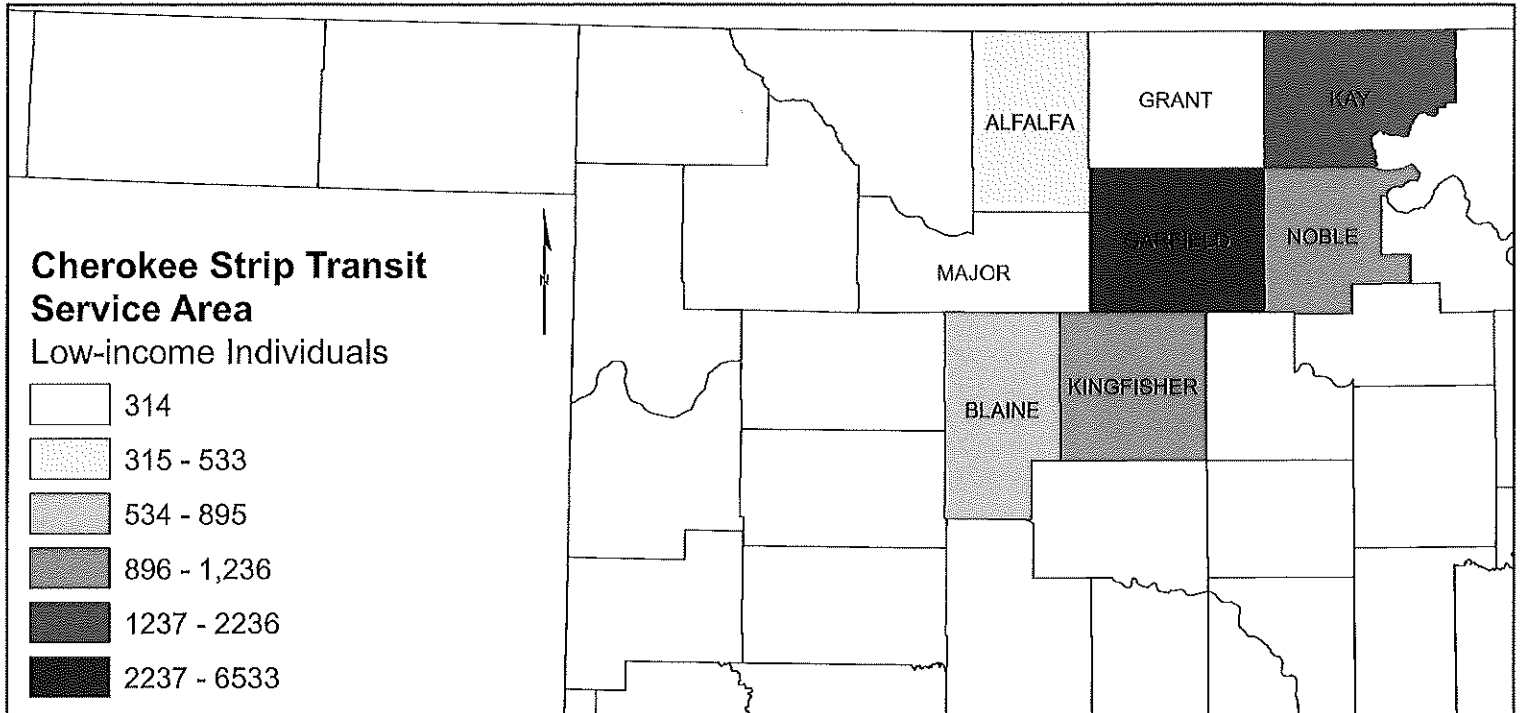 GRANT
KAY
ALFALFA
GARFIELD
NOBLE
MAJOR
KINGFISHER
BLAINE
N
Cherokee Strip Transit
Service Area
Low-income Individuals
314
315 - 533
534 - 895
896 - 1,236
1237 - 2236
2237 - 6533